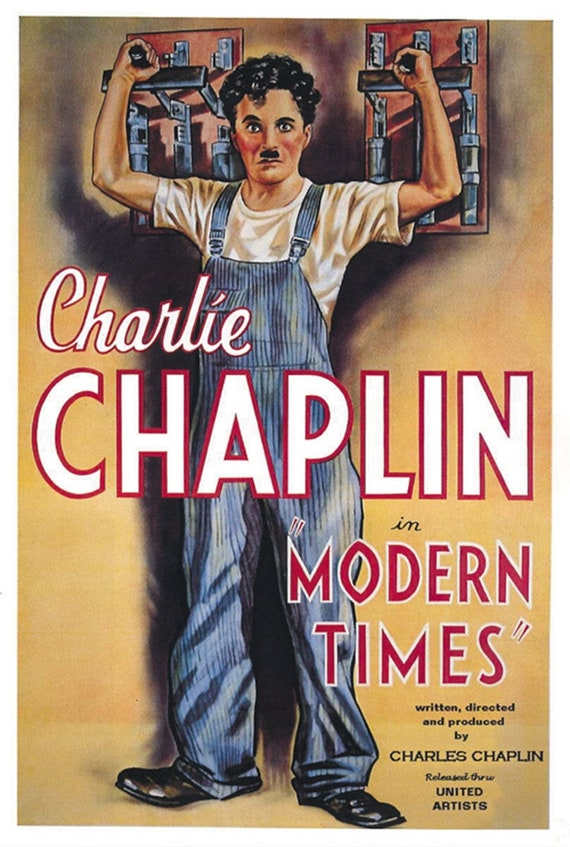 Charlie
CHAPLIN
in
"MODERN
TIMES"
written, directed
and produced
by
CHARLES CHAPLIN
Released thru
UNITED
ARTISTS